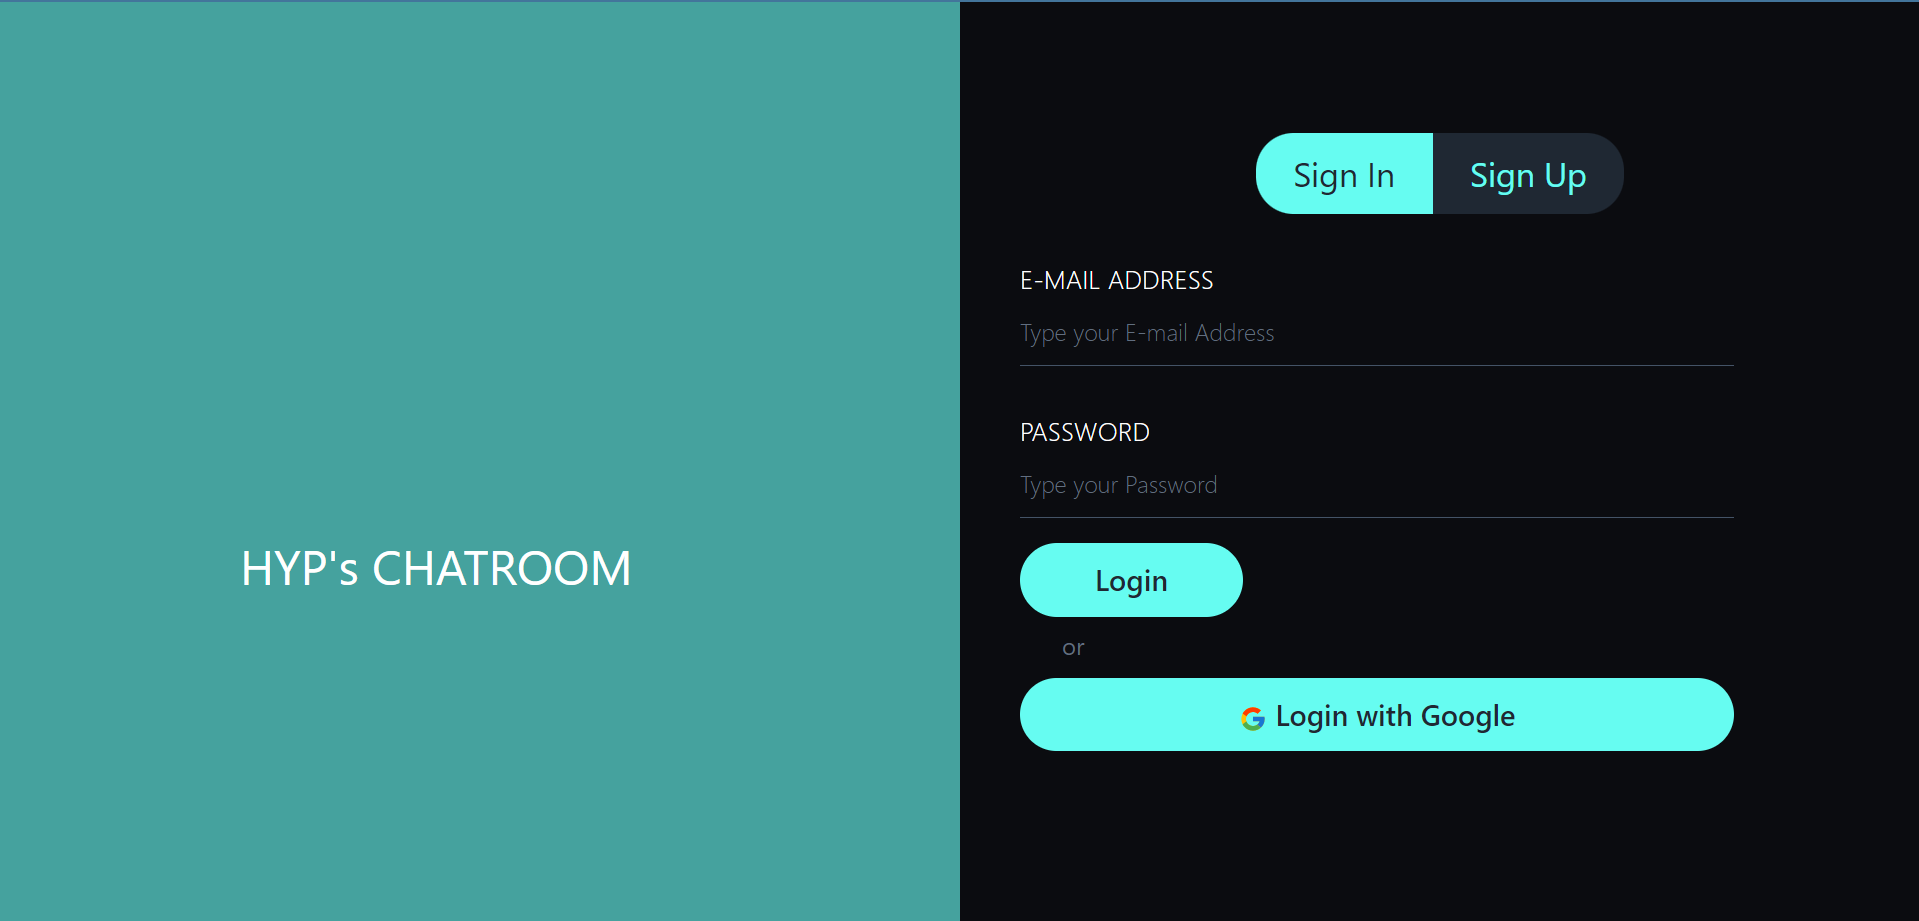 HYP's CHATROOM
Sign In Sign Up
E-MAIL ADDRESS
Type your E-mail Address
PASSWORD
Type your Password
Login
or
Login with Google